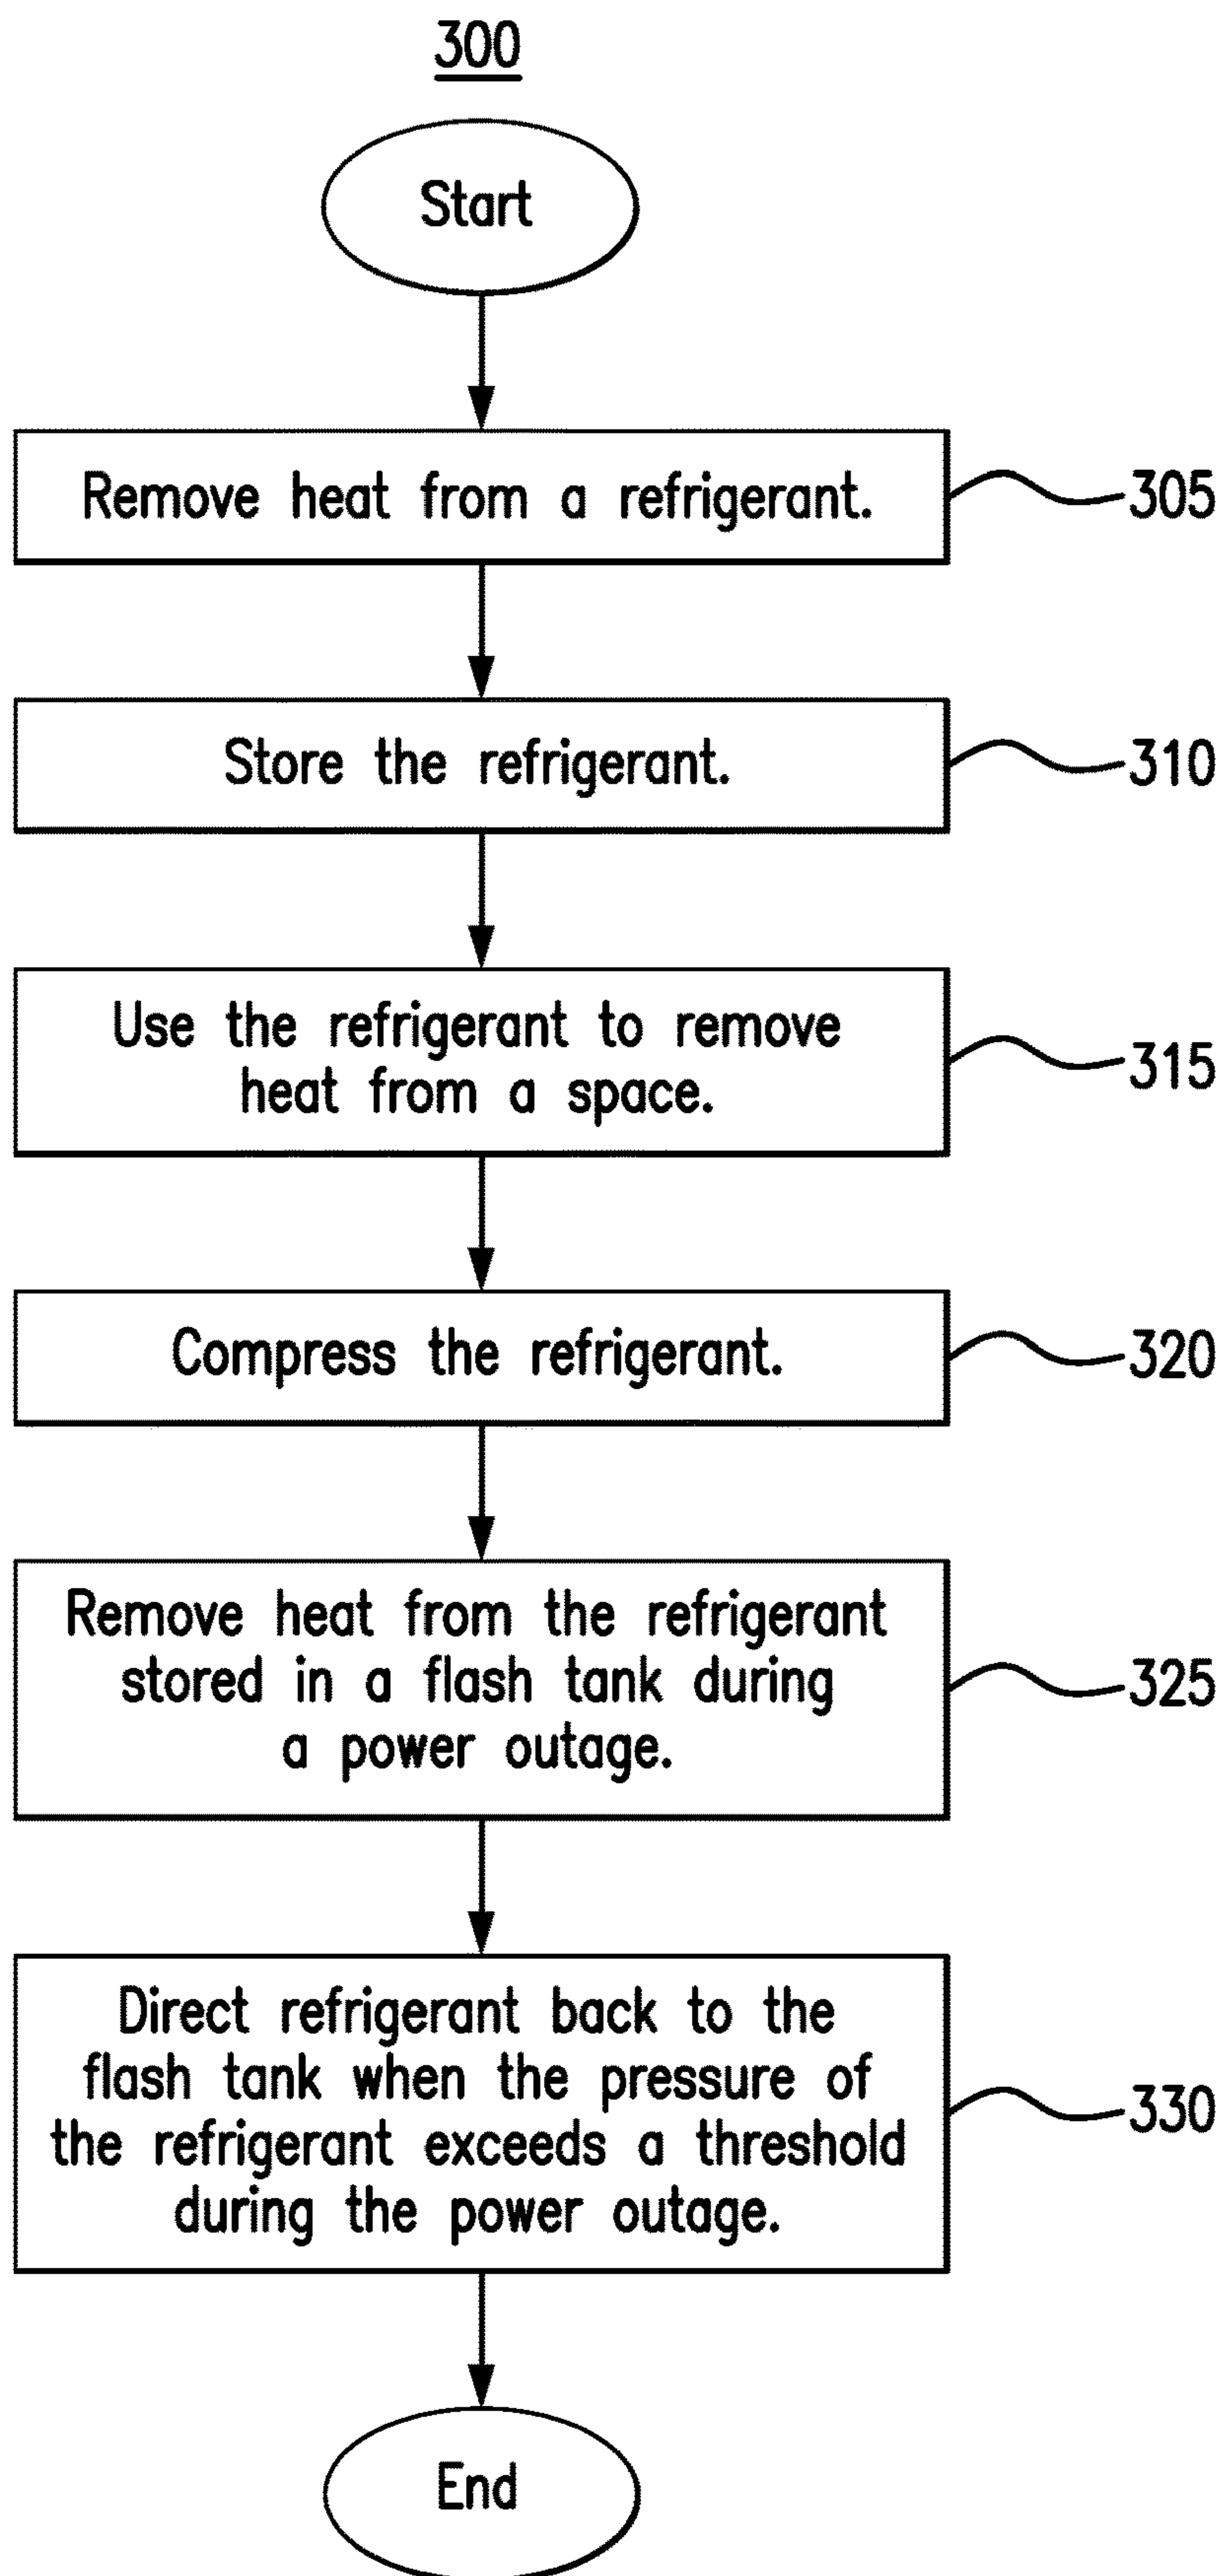 300
Start
Remove heat from a refrigerant.
305
Store the refrigerant.
310
Use the refrigerant to remove
heat from a space.
315
Compress the refrigerant.
320
Remove heat from the refrigerant
stored in a flash tank during
a power outage.
325
Direct refrigerant back to the
flash tank when the pressure of
the refrigerant exceeds a threshold
during the power outage.
330
End